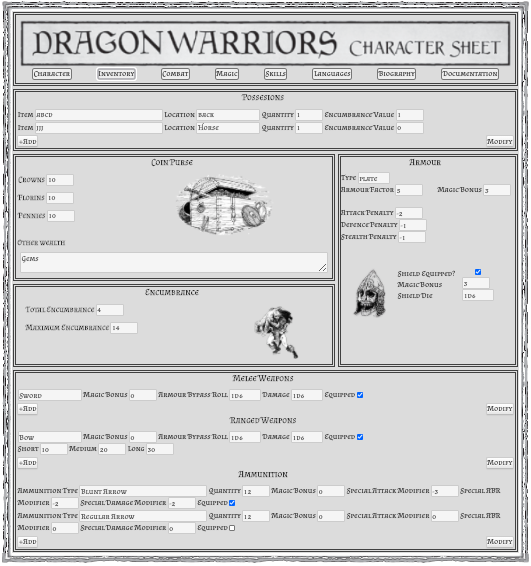 DRAGON WARRIORS CHARACTER SHEET
Character Inventory Combat Magic Skills Languages Biography Documentation
Possesions
Item ABCD Location Back Quantity 1 Encumbrance Value 1
Item JJJ Location Horse Quantity 1 Encumbrance Value 0
+Add Modify
Coin Purse
Crowns 10
Florins 10
Pennies 10
Other wealth
Gems
Armour
Type Plate
Armour Factor 5 Magic Bonus 3
Attack Penalty -2
Defence Penalty -1
Stealth Penalty -1
Shield Equipped?
Magic Bonus 3
Shield Die 1D6
Encumbrance
Total Encumbrance 4
Maximum Encumbrance 14
Melee Weapons
Sword Magic Bonus 0 Armour Bypass Roll 1D6 Damage 1D6 Equipped
+Add Modify
Ranged Weapons
Bow Magic Bonus 0 Armour Bypass Roll 1D6 Damage 1D6 Equipped
Short 10 Medium 20 Long 30
+Add Modify
Ammunition
Ammunition Type Blunt Arrow Quantity 12 Magic Bonus 0 Special Attack Modifier -3 Special ABR
Modifier -2 Special Damage Modifier -2 Equipped
Ammunition Type Regular Arrow Quantity 12 Magic Bonus 0 Special Attack Modifier 0 Special ABR
Modifier 0 Special Damage Modifier 0 Equipped
+Add Modify